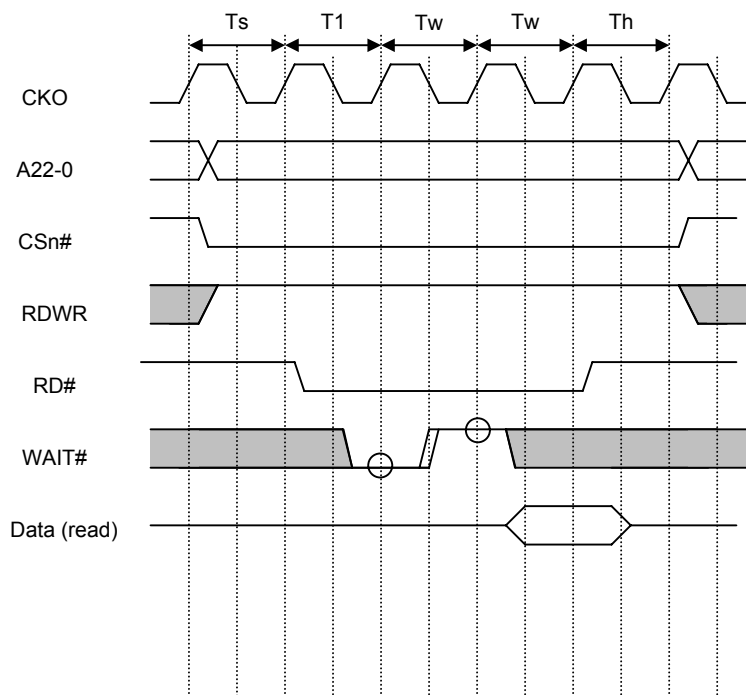 Ts T1 Tw Tw Th
CKO
A22-0
CSn#
RDWR
RD#
WAIT#
Data (read)